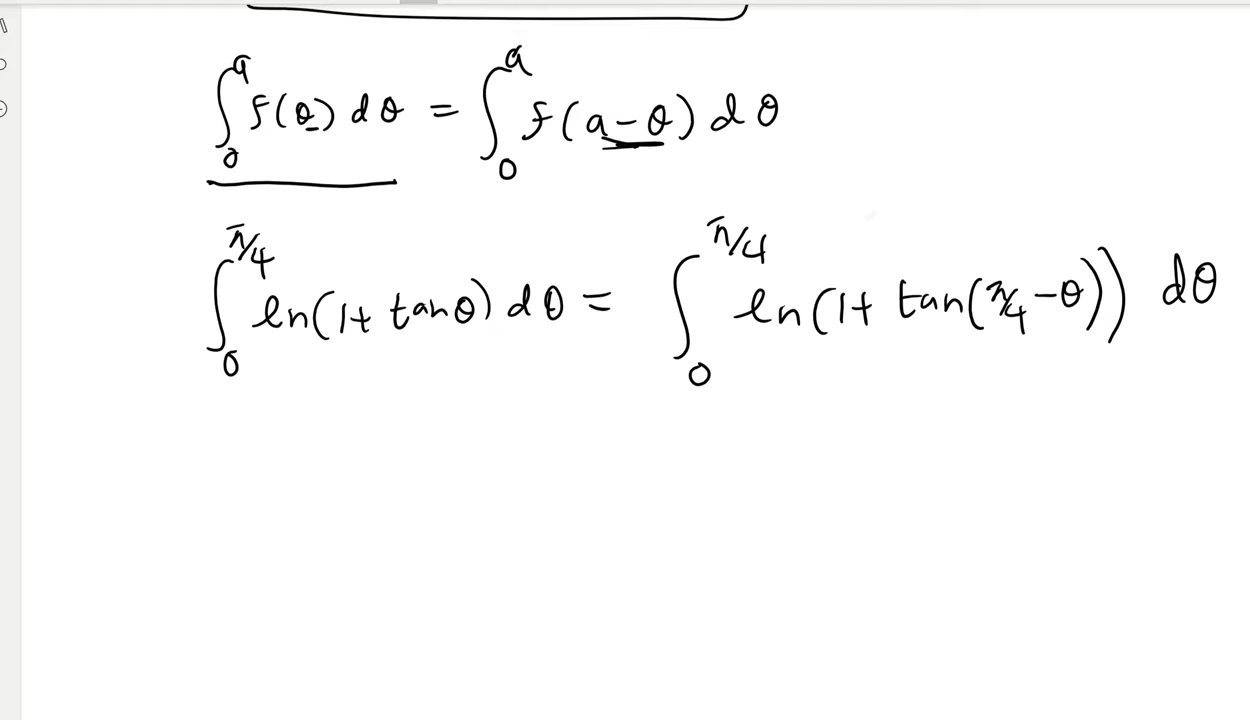 ∫₀ᵃ f(θ) dθ = ∫₀ᵃ f(a-θ) dθ
∫₀^(π/4) ln(1+ tanθ) dθ = ∫₀^(π/4) ln(1+ tan(π/4-θ)) dθ